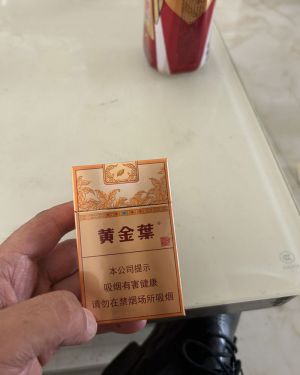 黄金葉
本公司提示
吸烟有害健康
请勿在禁烟场所吸烟